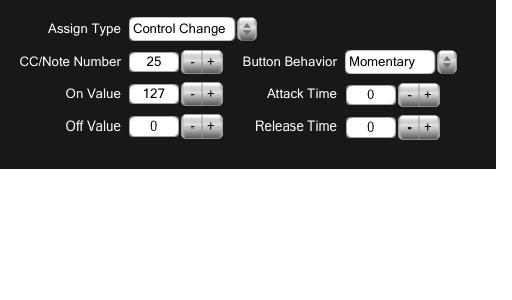 Assign Type Control Change
CC/Note Number 25 - + Button Behavior Momentary
On Value 127 - + Attack Time 0 - +
Off Value 0 - + Release Time 0 - +